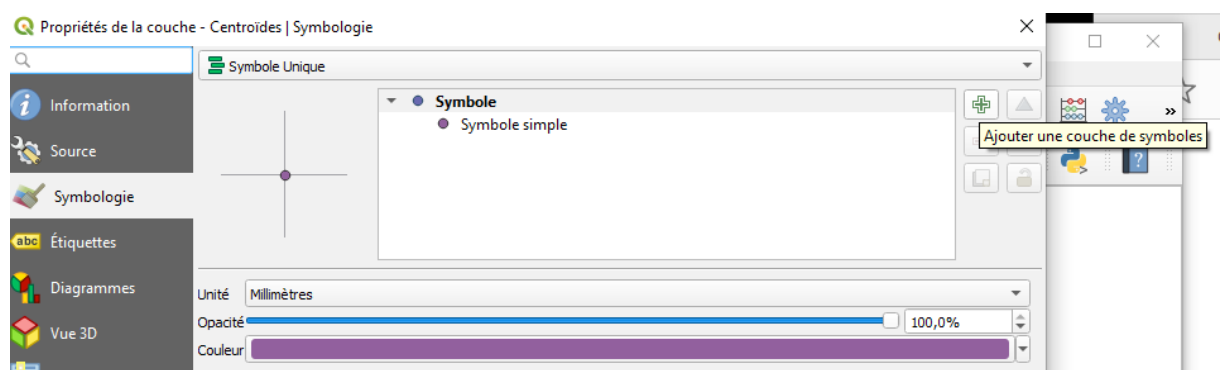 Propriétés de la couche - Centroïdes | Symbologie
Symbole Unique
Information
Source
Symbologie
abc Étiquettes
Diagrammes
Vue 3D
Symbole
Symbole simple
Ajouter une couche de symboles
Unité Millimètres
Opacité 100,0%
Couleur